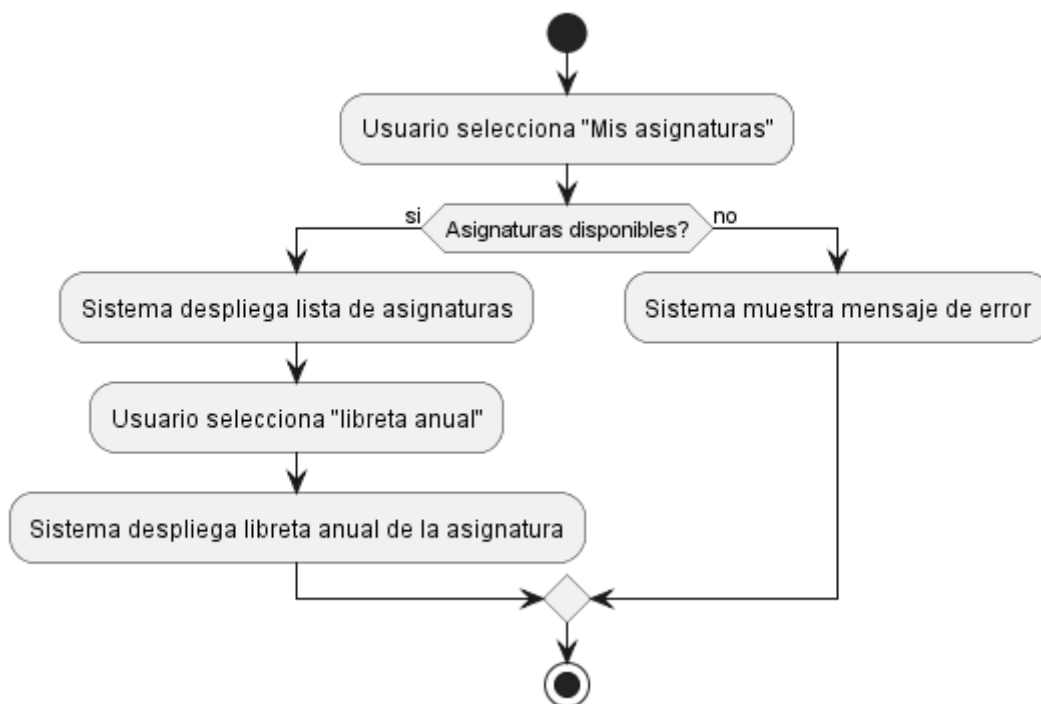 Usuario selecciona "Mis asignaturas"
si
Asignaturas disponibles?
no
Sistema despliega lista de asignaturas
Sistema muestra mensaje de error
Usuario selecciona "libreta anual"
Sistema despliega libreta anual de la asignatura